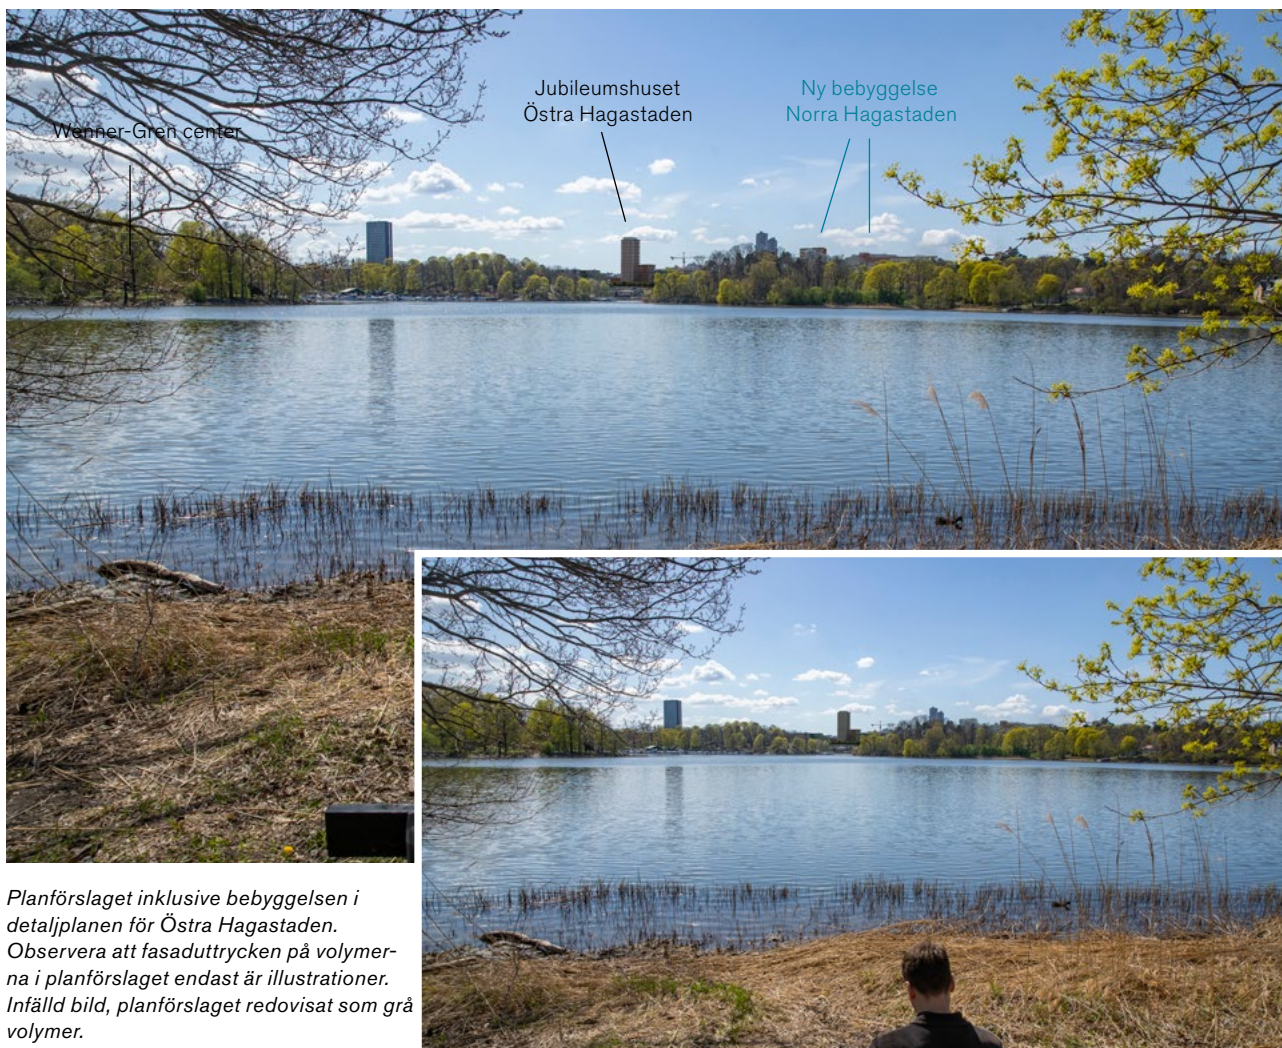 Jubileumshuset
Östra Hagastaden
Ny bebyggelse
Norra Hagastaden
Wenner-Gren center
Planförslaget inklusive bebyggelsen i
detaljplanen för Östra Hagastaden.
Observera att fasaduttrycken på volymer-
na i planförslaget endast är illustrationer.
Infälld bild, planförslaget redovisat som grå
volymer.